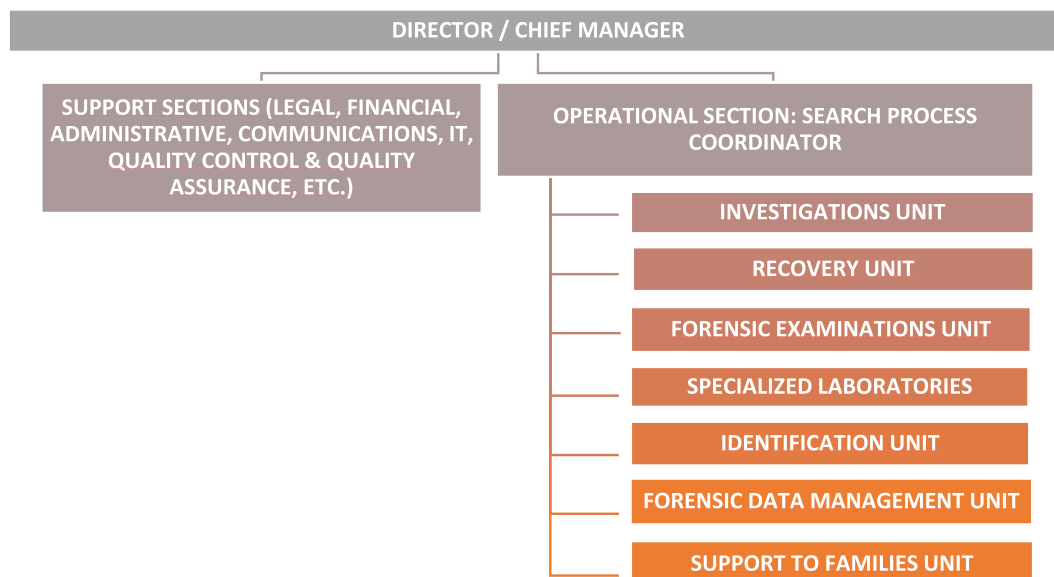 DIRECTOR / CHIEF MANAGER
SUPPORT SECTIONS (LEGAL, FINANCIAL,
ADMINISTRATIVE, COMMUNICATIONS, IT,
QUALITY CONTROL & QUALITY
ASSURANCE, ETC.)
OPERATIONAL SECTION: SEARCH PROCESS
COORDINATOR
INVESTIGATIONS UNIT
RECOVERY UNIT
FORENSIC EXAMINATIONS UNIT
SPECIALIZED LABORATORIES
IDENTIFICATION UNIT
FORENSIC DATA MANAGEMENT UNIT
SUPPORT TO FAMILIES UNIT